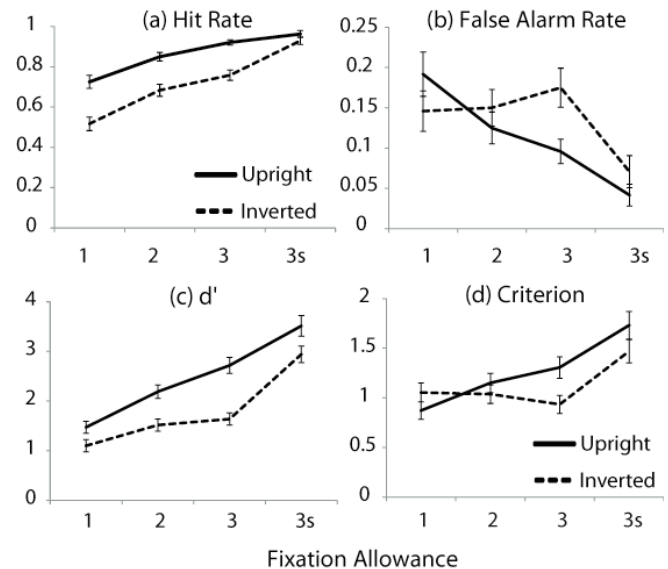 (a) Hit Rate
1
0.8
0.6
0.4
0.2
0
Upright
Inverted
1 2 3 3s
(b) False Alarm Rate
0.25
0.2
0.15
0.1
0.05
0
1 2 3 3s
(c) d'
4
3
2
1
0
1 2 3 3s
(d) Criterion
2
1.5
1
0.5
0
Upright
Inverted
1 2 3 3s
Fixation Allowance